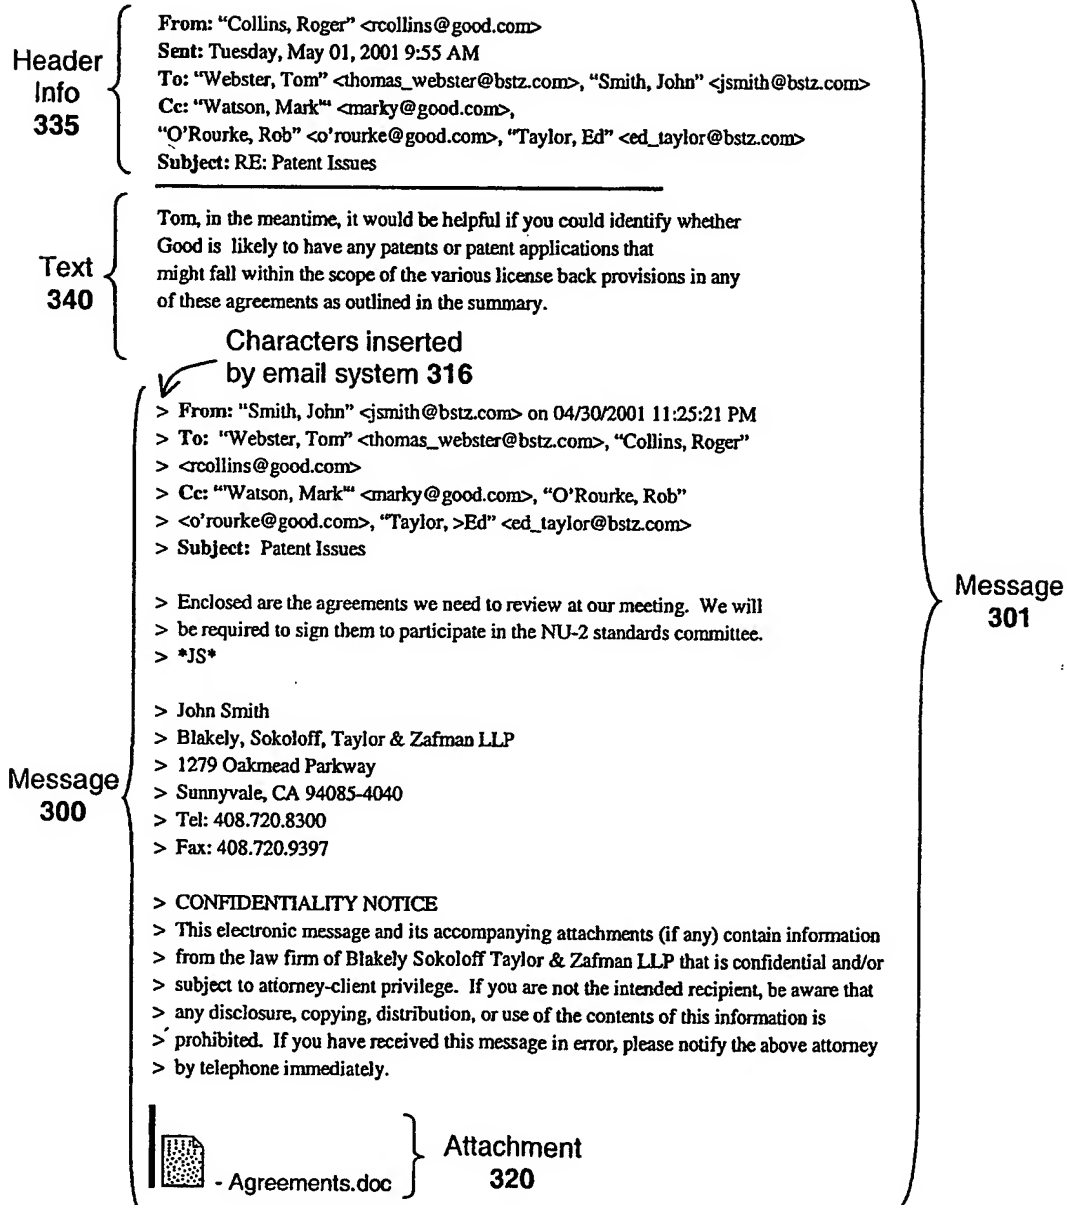 Header
Info
335
From: “Collins, Roger” <rcollins@good.com>
Sent: Tuesday, May 01, 2001 9:55 AM
To: “Webster, Tom” <thomas_webster@bstz.com>, “Smith, John” <jsmith@bstz.com>
Cc: “Watson, Mark'” <marky@good.com>,
“O’Rourke, Rob” <o’rourke@good.com>, “Taylor, Ed” <ed_taylor@bstz.com>
Subject: RE: Patent Issues
Text
340
Tom, in the meantime, it would be helpful if you could identify whether
Good is likely to have any patents or patent applications that
might fall within the scope of the various license back provisions in any
of these agreements as outlined in the summary.
Characters inserted
by email system 316
> From: “Smith, John” <jsmith@bstz.com> on 04/30/2001 11:25:21 PM
> To: “Webster, Tom” <thomas_webster@bstz.com>, “Collins, Roger”
> <rcollins@good.com>
> Cc: “'Watson, Mark'” <marky@good.com>, “O’Rourke, Rob”
> <o’rourke@good.com>, “Taylor, >Ed” <ed_taylor@bstz.com>
> Subject: Patent Issues
> Enclosed are the agreements we need to review at our meeting. We will
> be required to sign them to participate in the NU-2 standards committee.
> *JS*
> John Smith
> Blakely, Sokoloff, Taylor & Zafman LLP
> 1279 Oakmead Parkway
> Sunnyvale, CA 94085-4040
> Tel: 408.720.8300
> Fax: 408.720.9397
> CONFIDENTIALITY NOTICE
> This electronic message and its accompanying attachments (if any) contain information
> from the law firm of Blakely Sokoloff Taylor & Zafman LLP that is confidential and/or
> subject to attorney-client privilege. If you are not the intended recipient, be aware that
> any disclosure, copying, distribution, or use of the contents of this information is
> prohibited. If you have received this message in error, please notify the above attorney
> by telephone immediately.
- Agreements.doc
Attachment
320
Message
300
Message
301